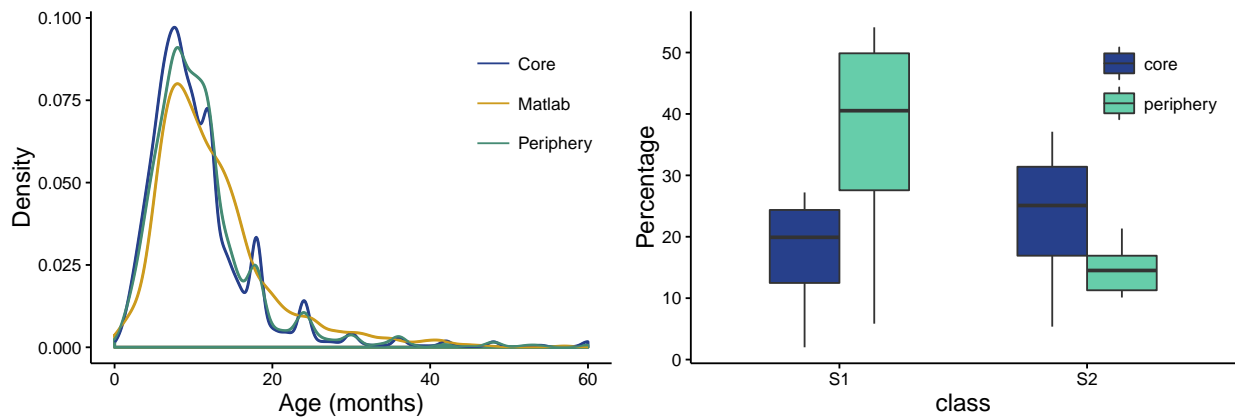 0.100
0.075
0.050
0.025
0.000
Density
0
20
40
60
Age (months)
Core
Matlab
Periphery
50
40
30
20
10
0
Percentage
S1
S2
class
core
periphery